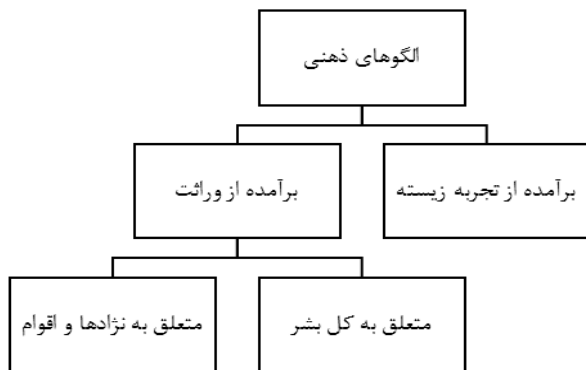 الگوهای ذهنی
برآمده از تجربه زیسته
برآمده از وراثت
متعلق به کل بشر
متعلق به نژادها و اقوام